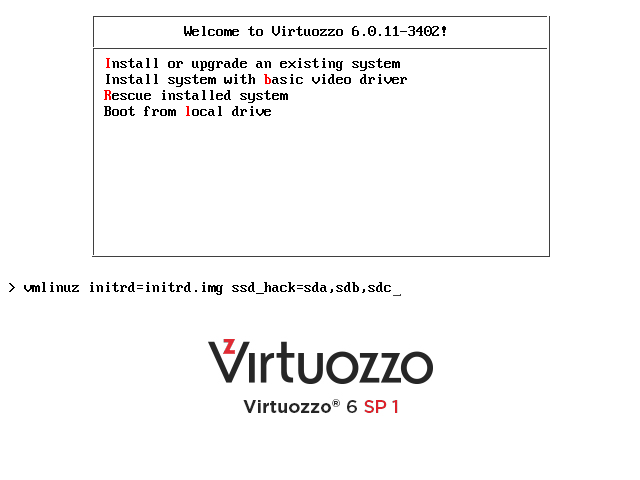 Welcome to Virtuozzo 6.0.11-3402!
Install or upgrade an existing system
Install system with basic video driver
Rescue installed system
Boot from local drive
> vmlinuz initrd=initrd.img ssd_hack=sda,sdb,sdc_
Virtuozzo
Virtuozzo® 6 SP 1